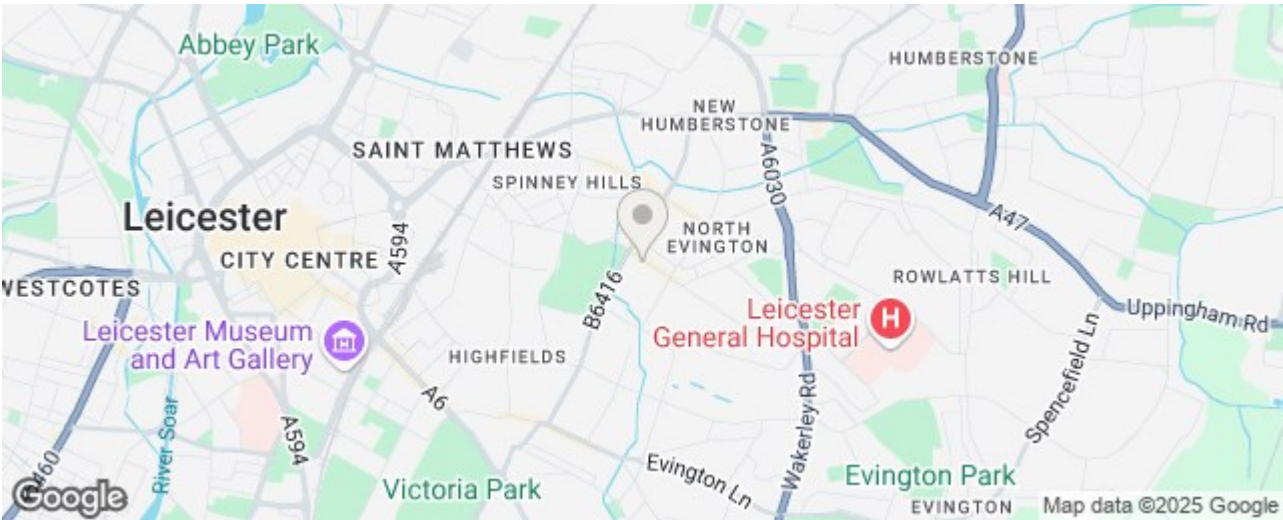 Abbey Park
HUMBERSTONE
NEW
HUMBERSTONE
SAINT MATTHEWS
A6030
SPINNEY HILLS
Leicester
A47
NORTH
EVINGTON
A594
CITY CENTRE
WESTCOTES
ROWLATTS HILL
B6416
Uppingham Rd
Leicester
General Hospital
H
Leicester Museum
and Art Gallery
HIGHFIELDS
Spencefield Ln
A6
Wakerley Rd
A594
River Soar
A460
Evington Ln
Evington Park
Victoria Park
Google
EVINGTON
Map data ©2025 Google